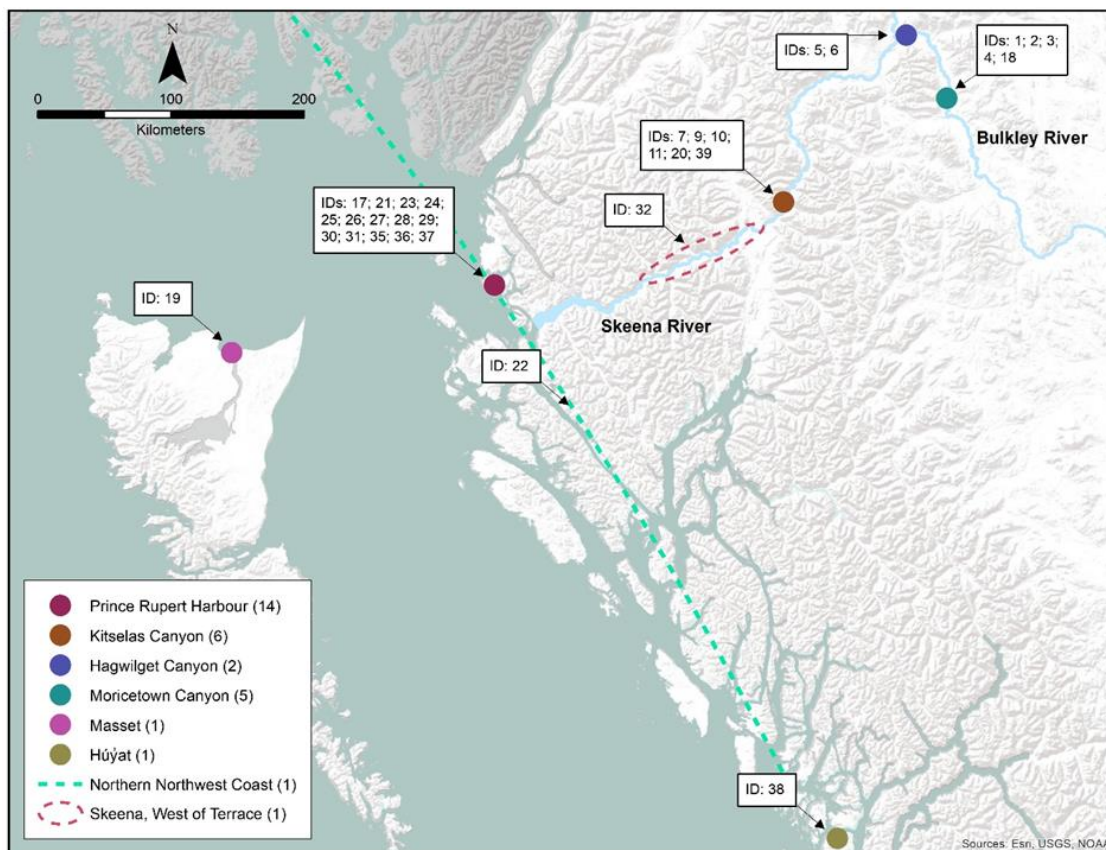 N
0 100 200
Kilometers
IDs: 5; 6
IDs: 1; 2; 3;
4; 18
Bulkley River
IDs: 7; 9; 10;
11; 20; 39
ID: 32
IDs: 17; 21; 23; 24;
25; 26; 27; 28; 29;
30; 31; 35; 36; 37
Skeena River
ID: 19
ID: 22
ID: 38
Prince Rupert Harbour (14)
Kitselas Canyon (6)
Hagwilget Canyon (2)
Moricetown Canyon (5)
Masset (1)
Húy̓at (1)
Northern Northwest Coast (1)
Skeena, West of Terrace (1)
Sources: Esri, USGS, NOAA